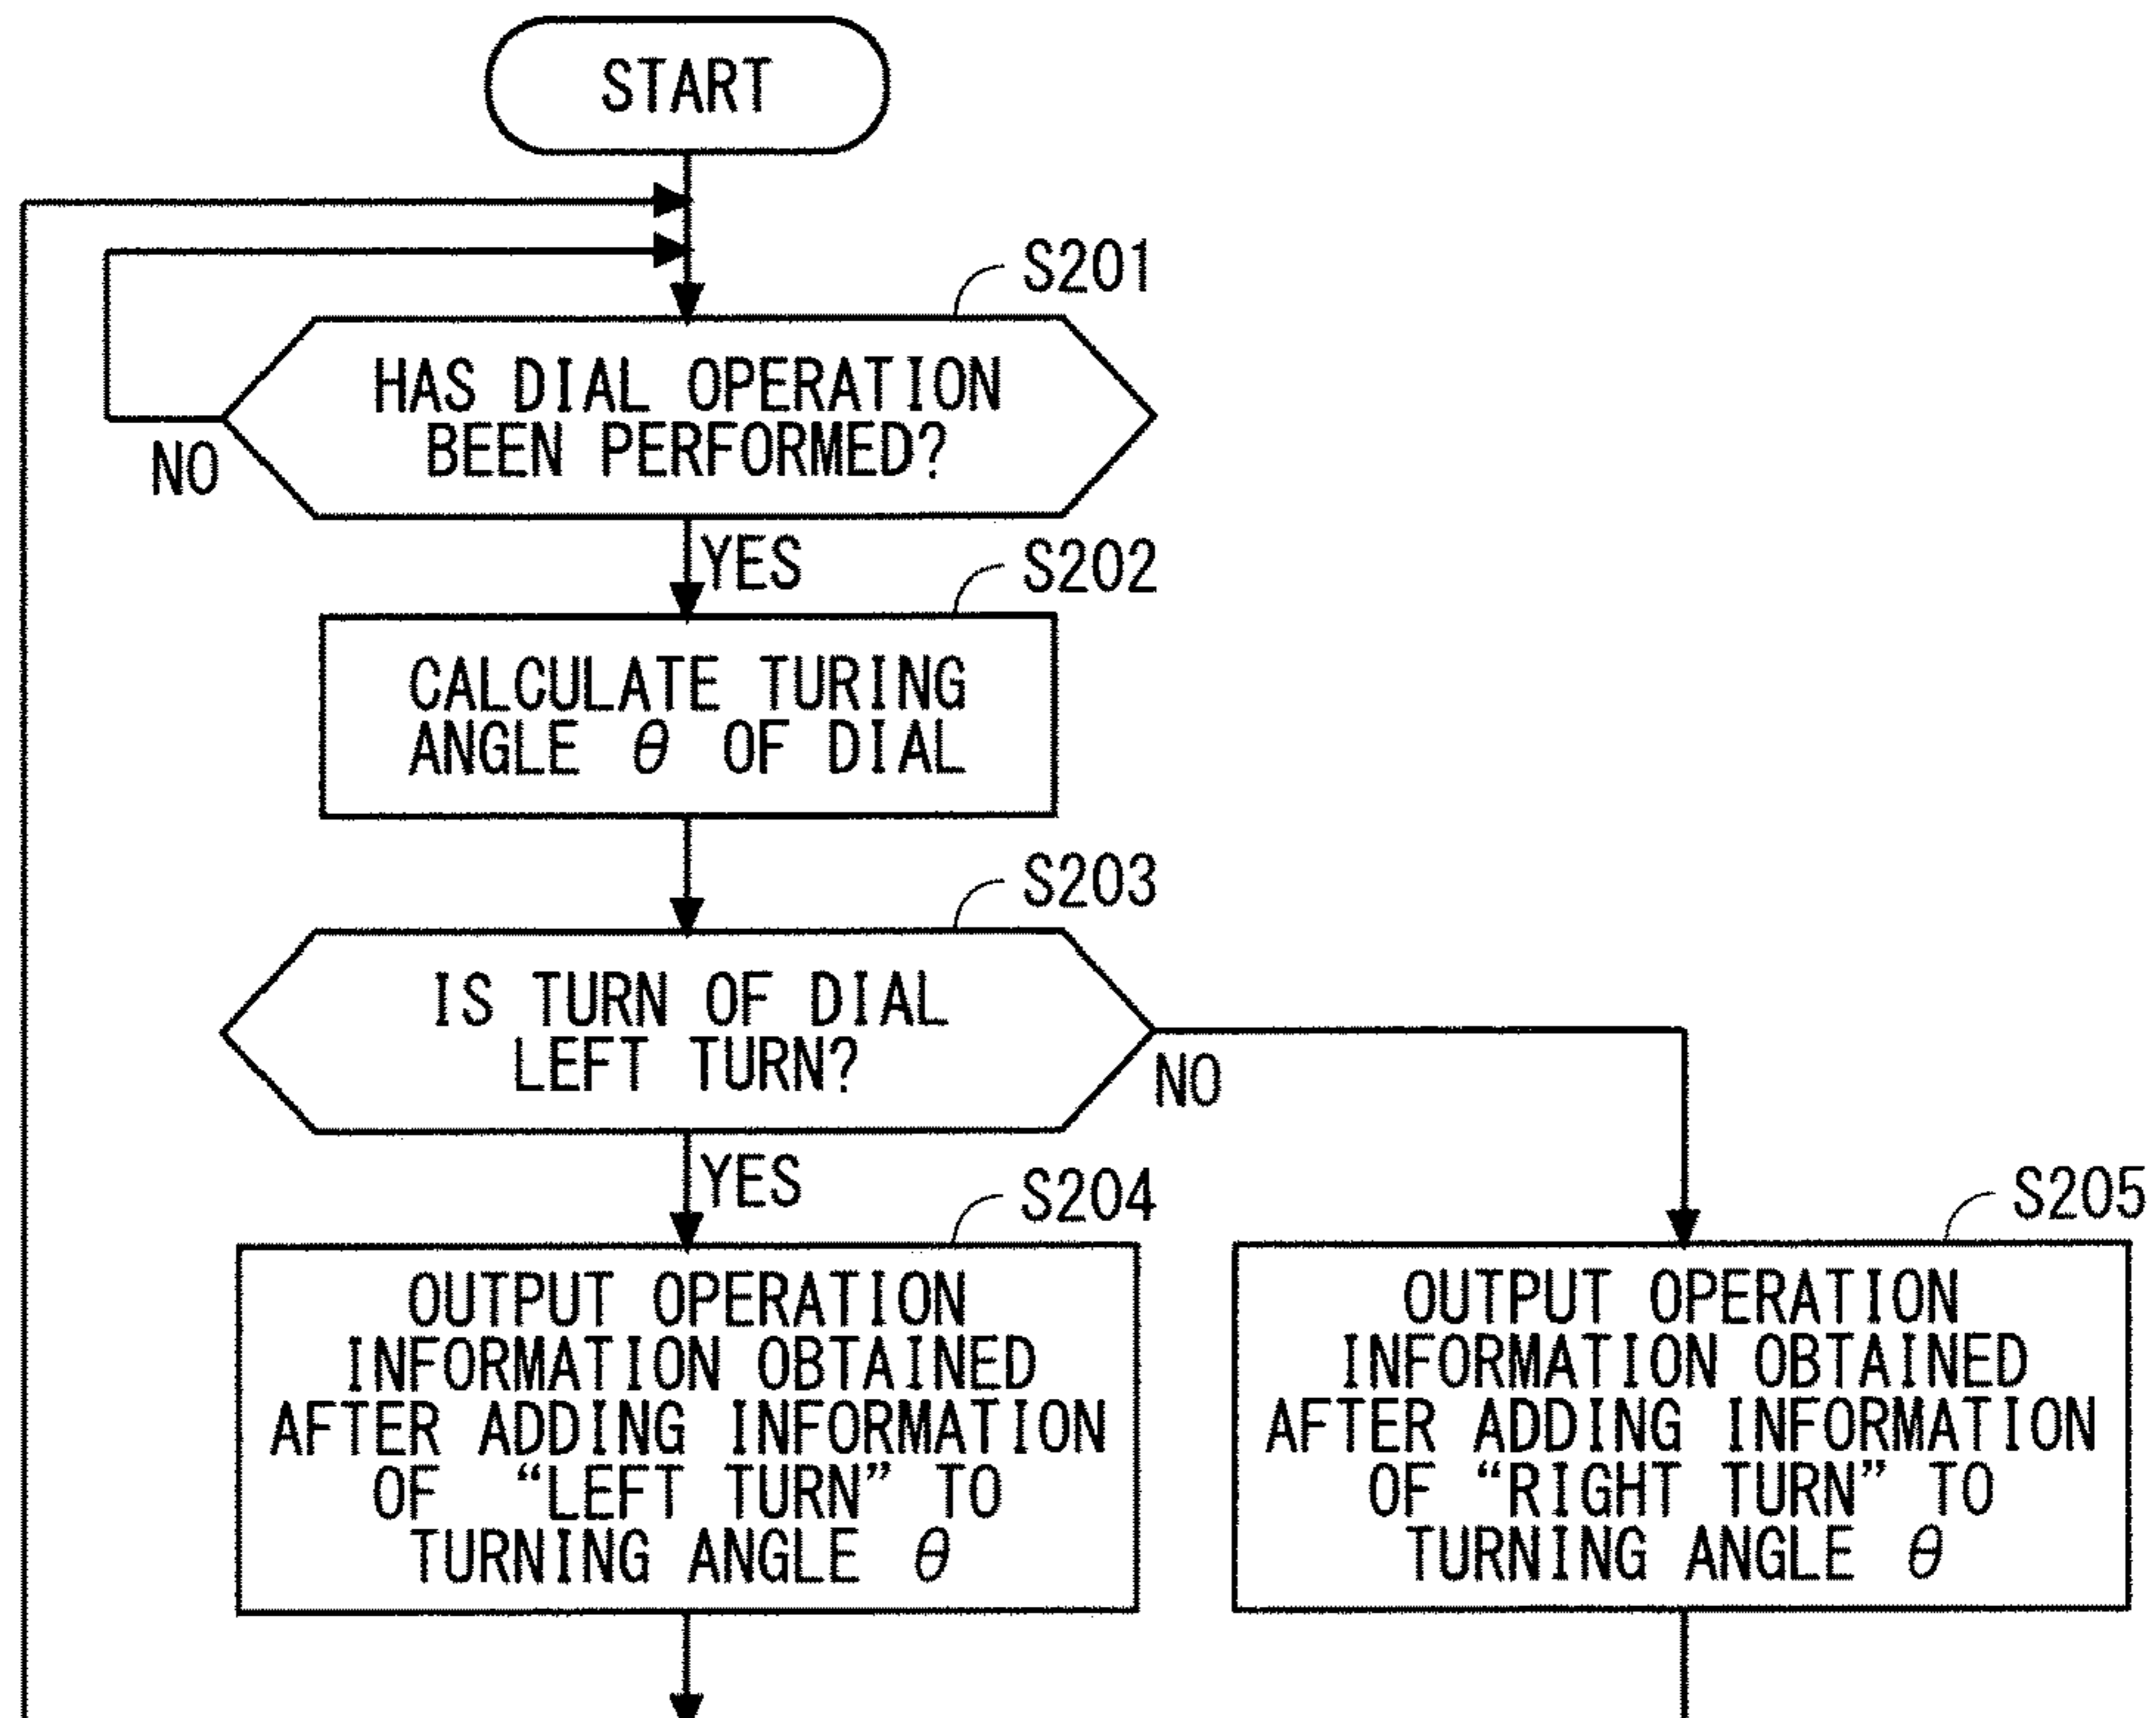 START
S201
HAS DIAL OPERATION
BEEN PERFORMED?
NO
YES
S202
CALCULATE TURING
ANGLE θ OF DIAL
S203
IS TURN OF DIAL
LEFT TURN?
NO
YES
S204
OUTPUT OPERATION
INFORMATION OBTAINED
AFTER ADDING INFORMATION
OF “LEFT TURN” TO
TURNING ANGLE θ
S205
OUTPUT OPERATION
INFORMATION OBTAINED
AFTER ADDING INFORMATION
OF “RIGHT TURN” TO
TURNING ANGLE θ